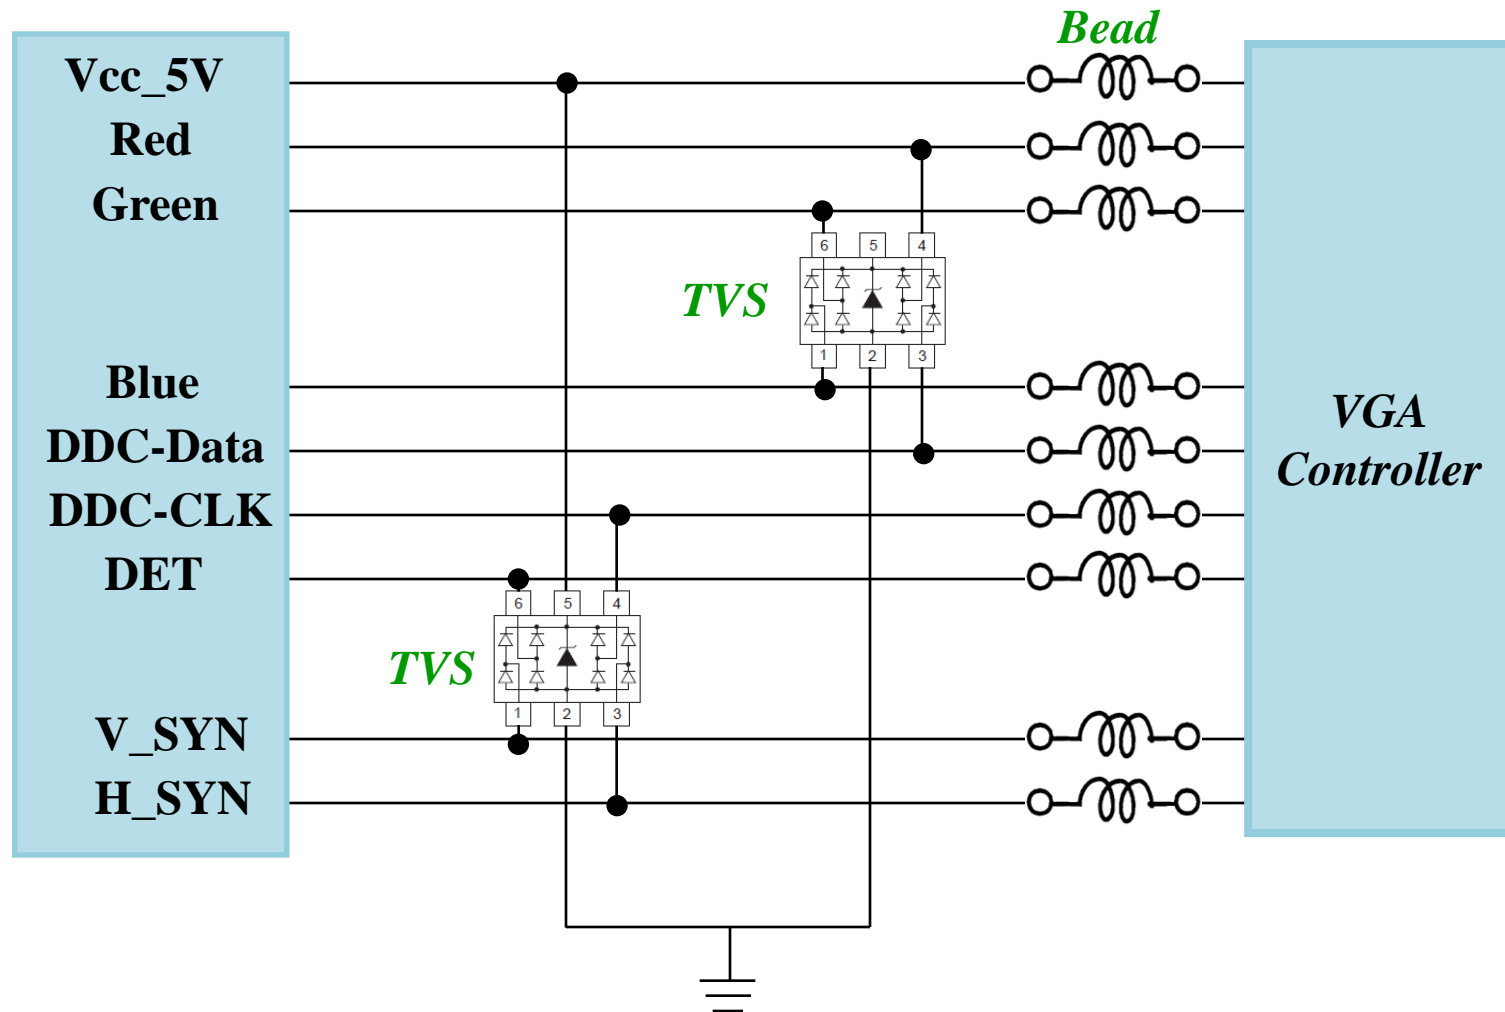 Bead
Vcc_5V
Red
Green
6 5 4
TVS
1 2 3
Blue
VGA
Controller
DDC-Data
DDC-CLK
DET
6 5 4
TVS
1 2 3
V_SYN
H_SYN